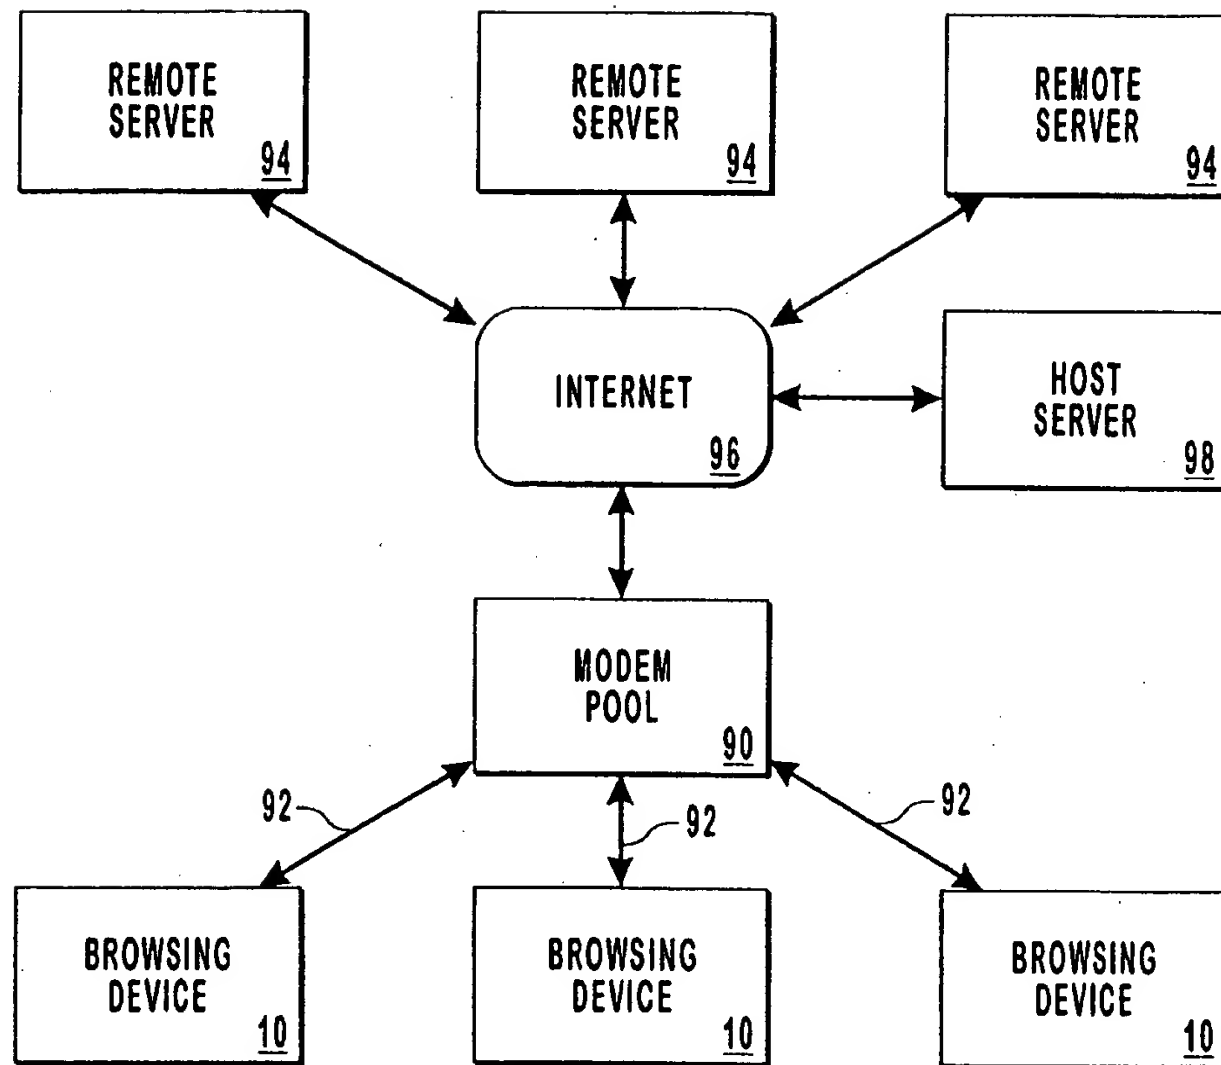 REMOTE
SERVER
94
REMOTE
SERVER
94
REMOTE
SERVER
94
INTERNET
96
HOST
SERVER
98
MODEM
POOL
90
92
92
92
BROWSING
DEVICE
10
BROWSING
DEVICE
10
BROWSING
DEVICE
10